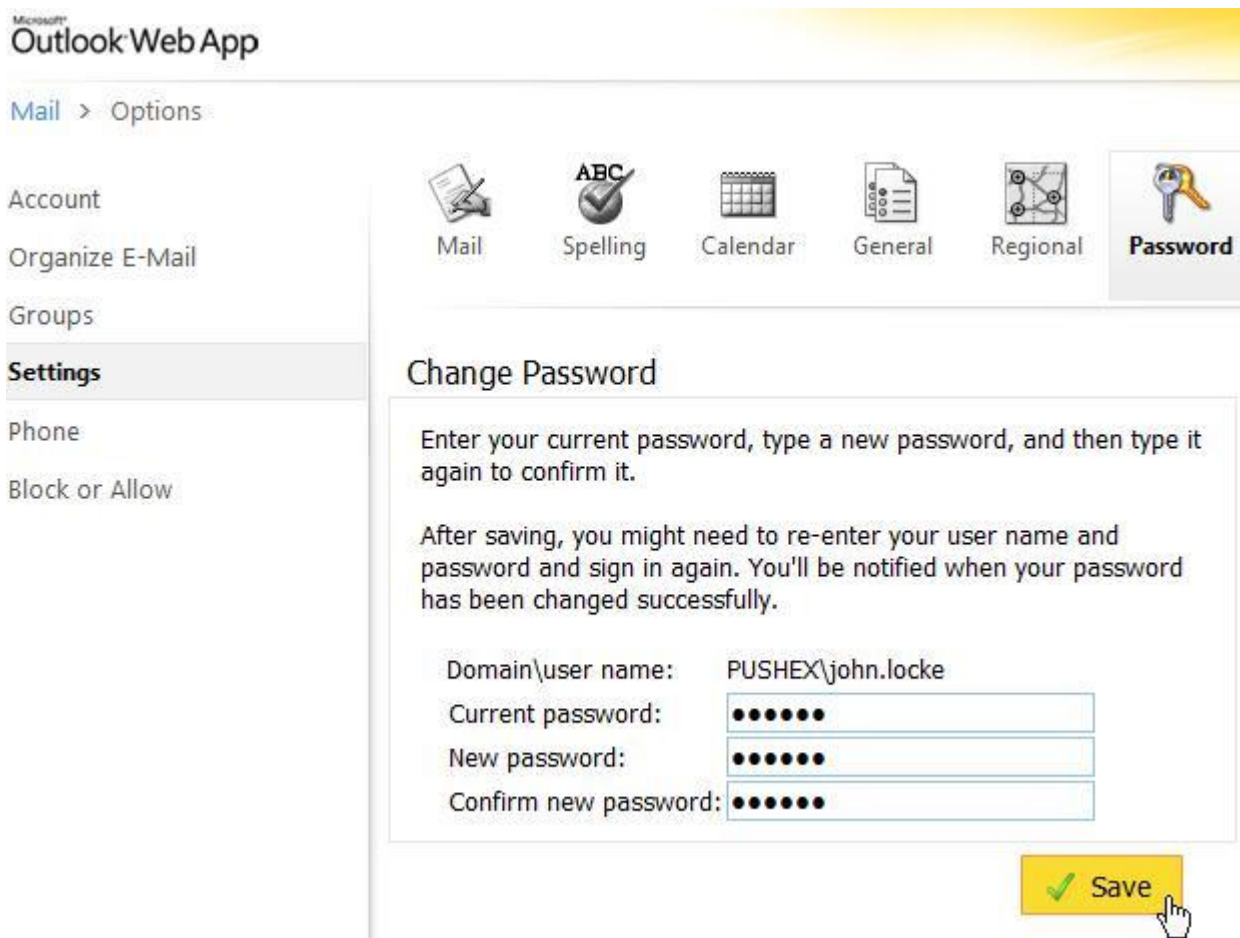 Microsoft®
Outlook Web App
Mail > Options
Account
Organize E-Mail
Groups
Settings
Phone
Block or Allow
ABC
Mail Spelling Calendar General Regional Password
Change Password
Enter your current password, type a new password, and then type it
again to confirm it.
After saving, you might need to re-enter your user name and
password and sign in again. You'll be notified when your password
has been changed successfully.
Domain\user name: PUSHEX\john.locke
Current password: ●●●●●●
New password: ●●●●●●
Confirm new password: ●●●●●●
Save